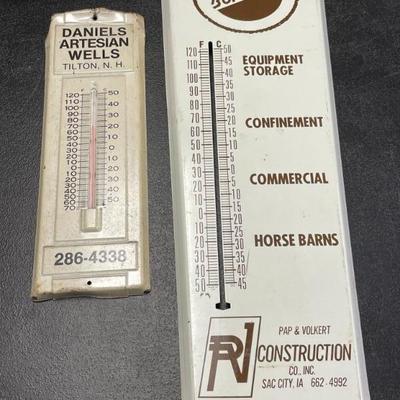 DANIELS
ARTESIAN
WELLS
TILTON, N. H.
120 50
110 40
100
90 30
80
70 20
60
50 10
40
30 0
20
10 10
0
10 20
20
30 30
40
50 40
60
70 50
286-4338
F C
120 50
110 45
100 40
90 35
80 30
70 25
60 20
50 15
40 10
30 5
20 0
10 5
0 10
10 15
20 20
30 25
40 30
50 45
EQUIPMENT
STORAGE
CONFINEMENT
COMMERCIAL
HORSE BARNS
PAP & VOLKERT
PV CONSTRUCTION
CO., INC.
SAC CITY, IA 662-4992